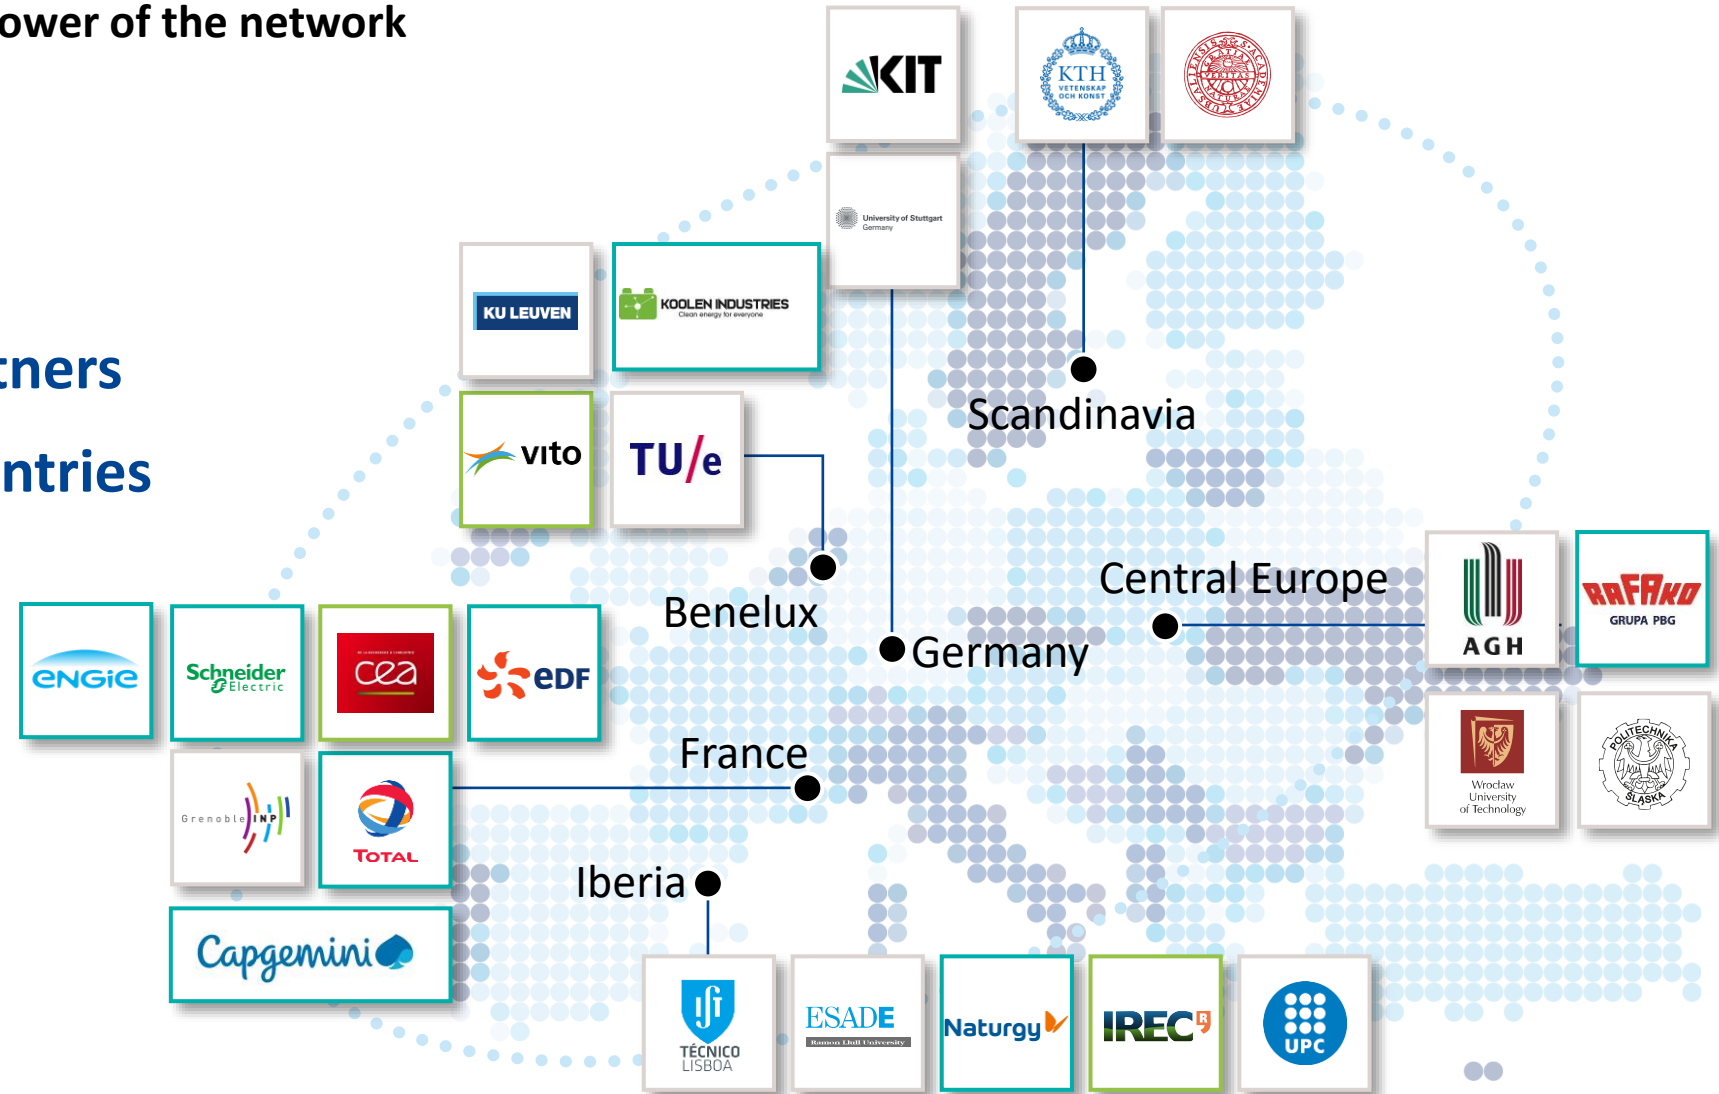 ower of the network
KIT
KTH
VETENSKAP
OCH KONST
VERITAS
University of Stuttgart
Germany
KU LEUVEN
KOOLEN INDUSTRIES
Clean energy for everyone
tners
Scandinavia
vito
TU/e
ntries
Central Europe
AGH
RAFAKO
GRUPA PBG
Benelux
Germany
ENGIE
Schneider
Electric
cea
eDF
France
Wrocław
University
of Technology
POLITECHNIKA
ŚLĄSKA
Grenoble INP
TOTAL
Iberia
Capgemini
TÉCNICO
LISBOA
ESADE
Ramon Llull University
Naturgy
IREC
UPC